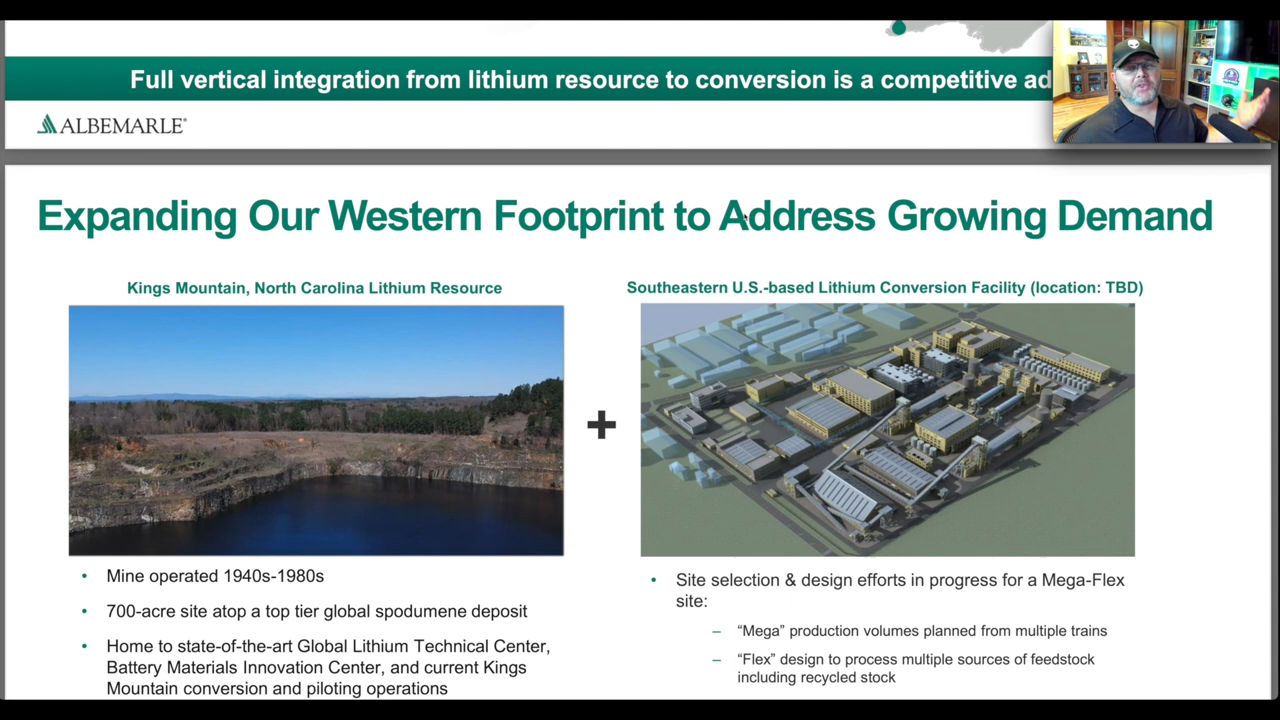 Full vertical integration from lithium resource to conversion is a competitive ad
ALBEMARLE®
Expanding Our Western Footprint to Address Growing Demand
Kings Mountain, North Carolina Lithium Resource
Southeastern U.S.-based Lithium Conversion Facility (location: TBD)
+
• Mine operated 1940s-1980s
• 700-acre site atop a top tier global spodumene deposit
• Home to state-of-the-art Global Lithium Technical Center,
Battery Materials Innovation Center, and current Kings
Mountain conversion and piloting operations
• Site selection & design efforts in progress for a Mega-Flex
site:
– “Mega” production volumes planned from multiple trains
– “Flex” design to process multiple sources of feedstock
including recycled stock